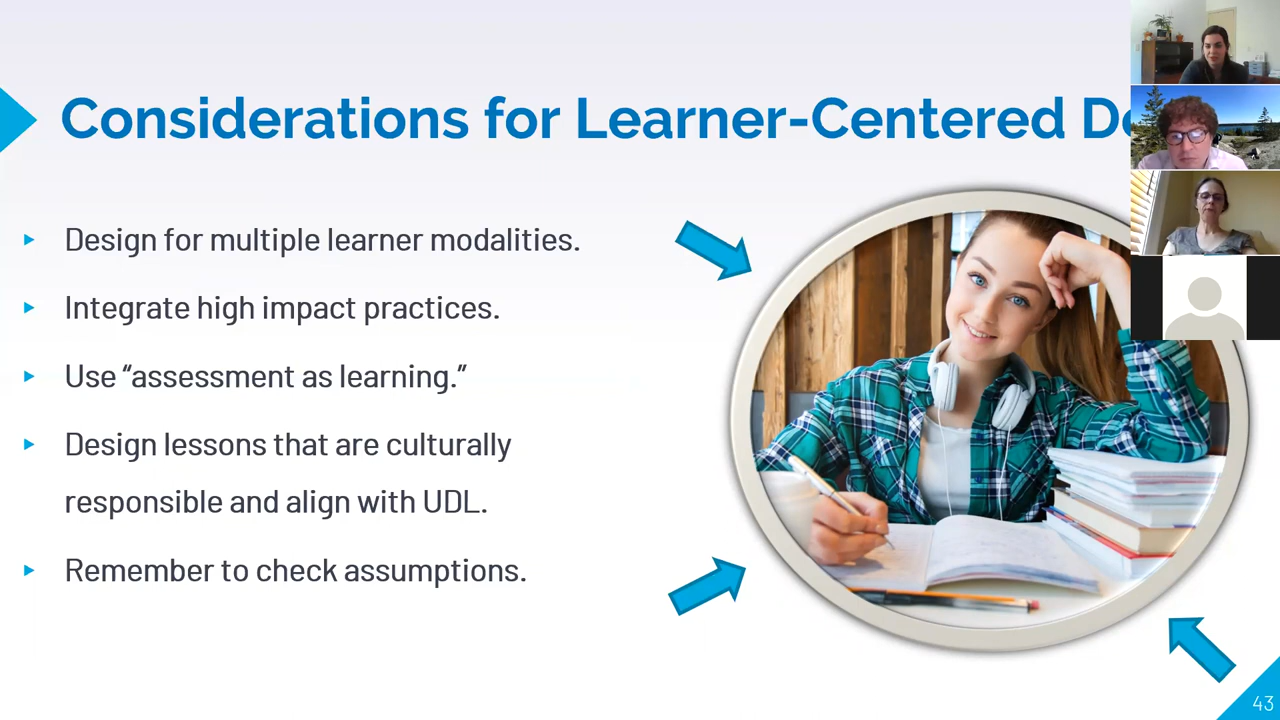 Considerations for Learner-Centered
Design for multiple learner modalities.
Integrate high impact practices.
Use “assessment as learning.”
Design lessons that are culturally
responsible and align with UDL.
Remember to check assumptions.
43